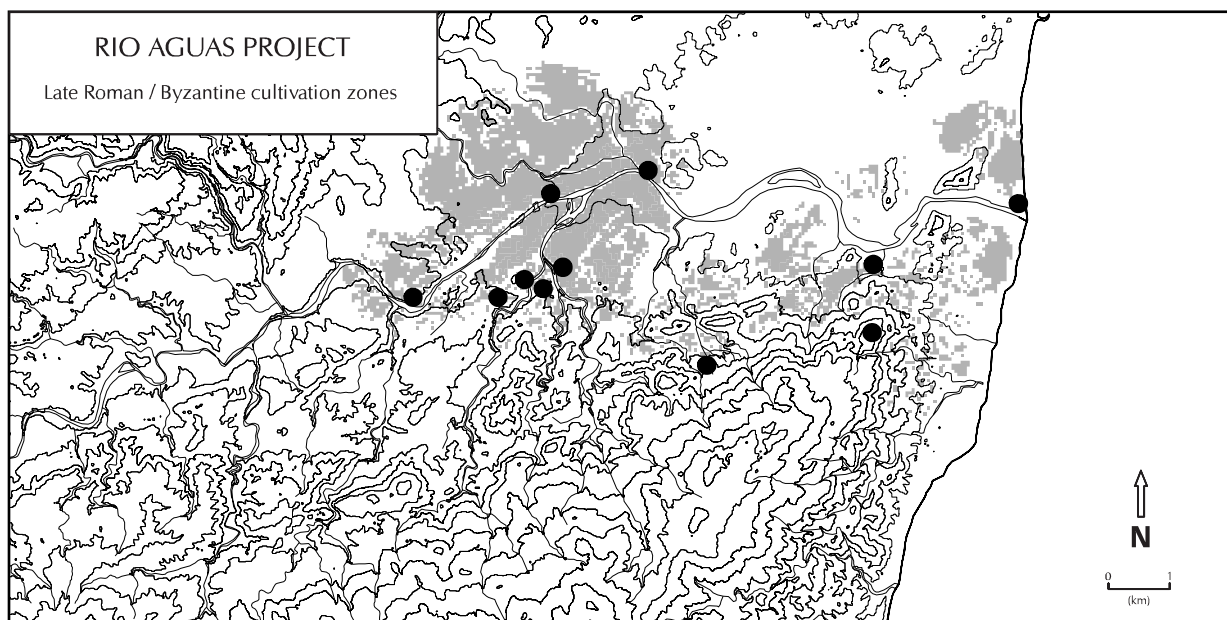 RIO AGUAS PROJECT
Late Roman / Byzantine cultivation zones
N
0 1
(km)